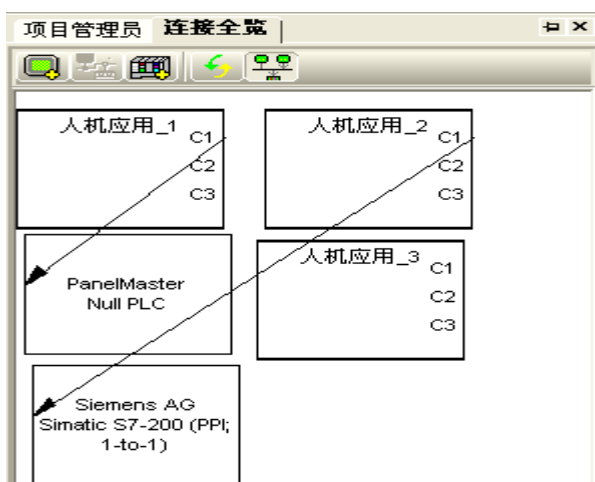 项目管理员 连接全览
人机应用_1
C1
C2
C3
人机应用_2
C1
C2
C3
PanelMaster
Null PLC
人机应用_3
C1
C2
C3
Siemens AG
Simatic S7-200 (PPI;
1-to-1)